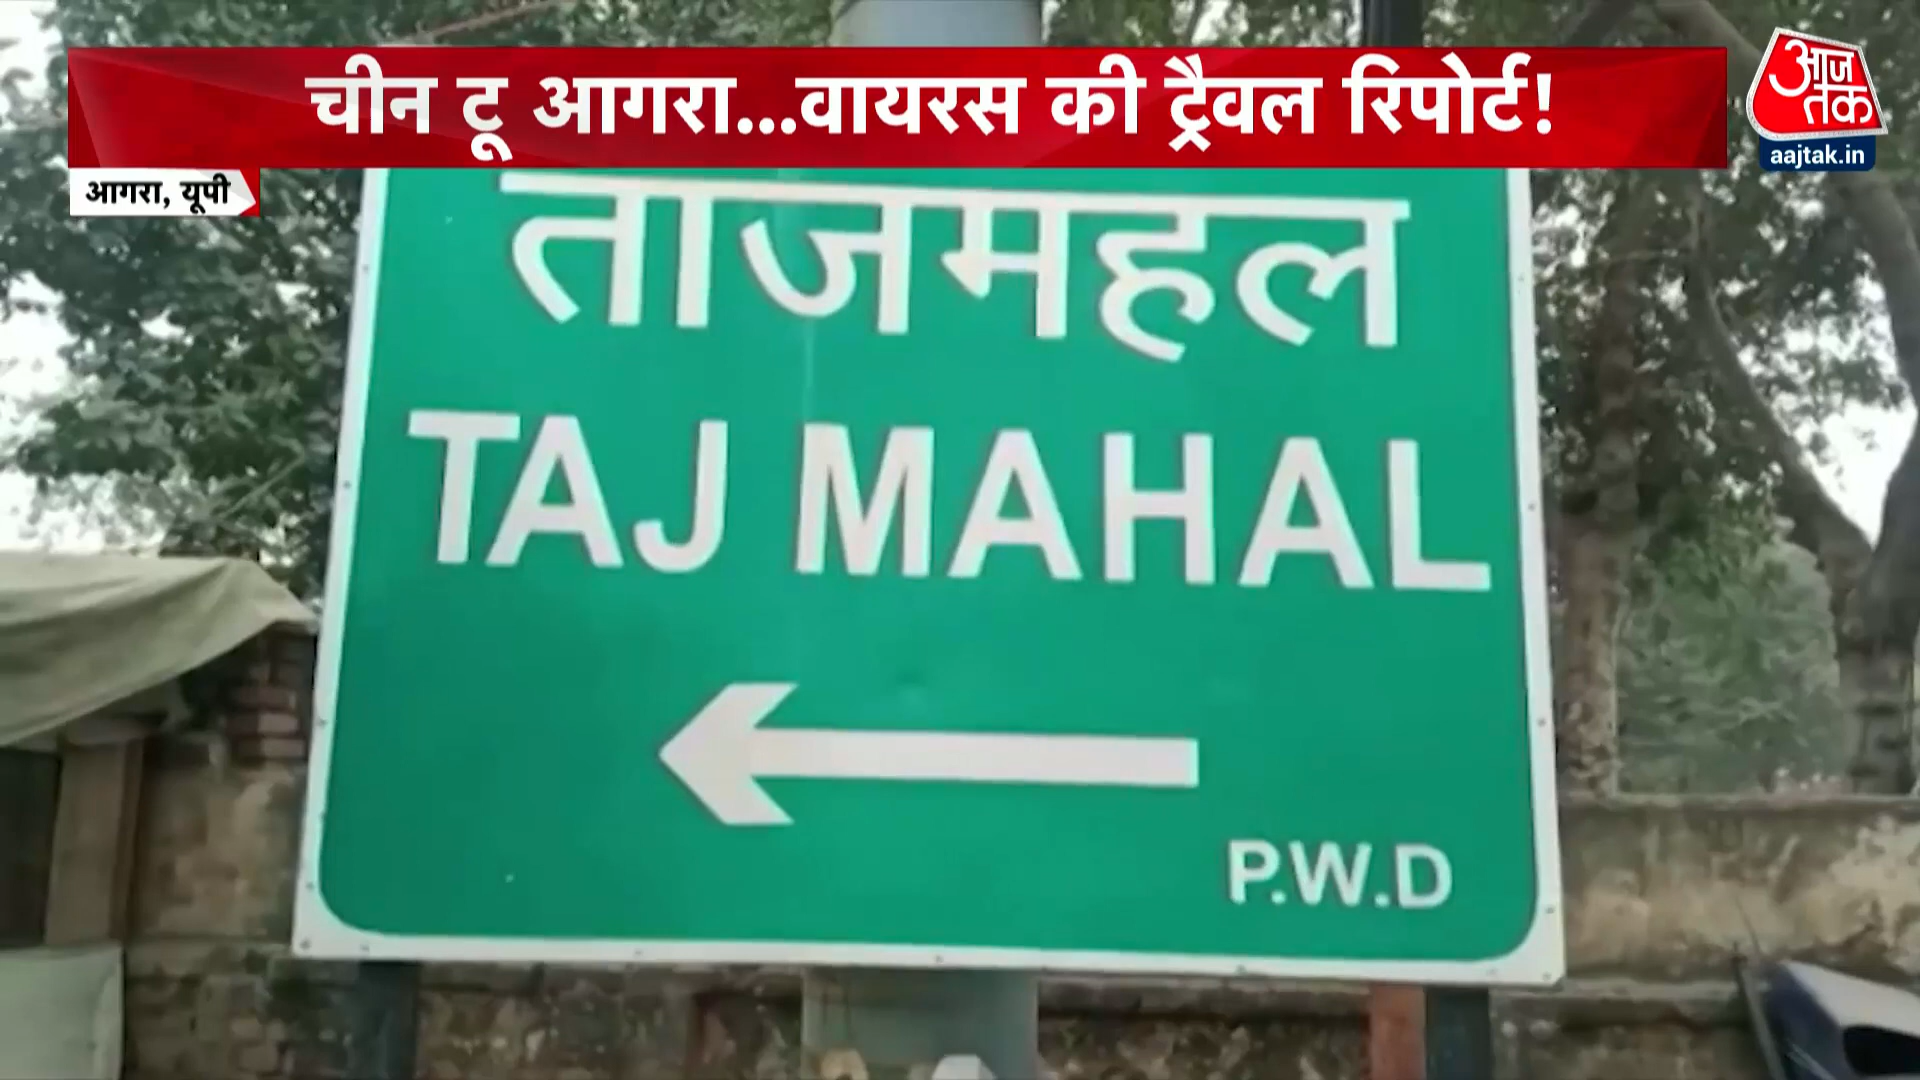 चीन टू आगरा...वायरस की ट्रैवल रिपोर्ट!
आज
तक
aajtak.in
आगरा, यूपी
ताजमहल
TAJ MAHAL
P.W.D